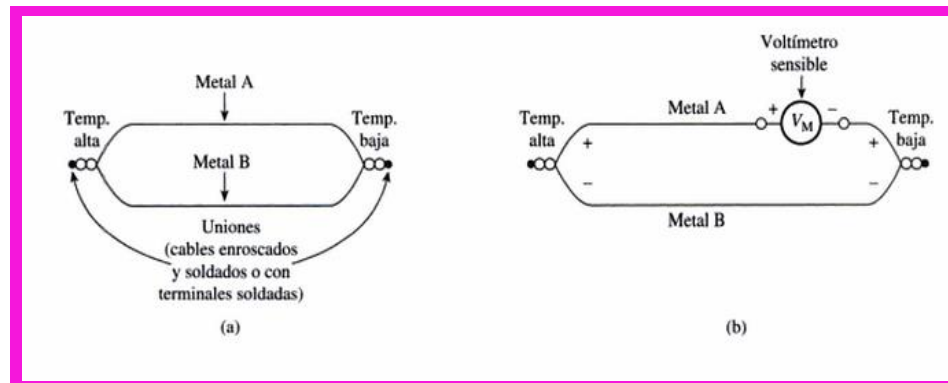 Metal A
Temp.
alta
Temp.
baja
Metal B
Uniones
(cables enroscados
y soldados o con
terminales soldadas)
(a)
Voltímetro
sensible
Metal A
+ VM −
Temp.
alta
Temp.
baja
+
−
+
−
Metal B
(b)